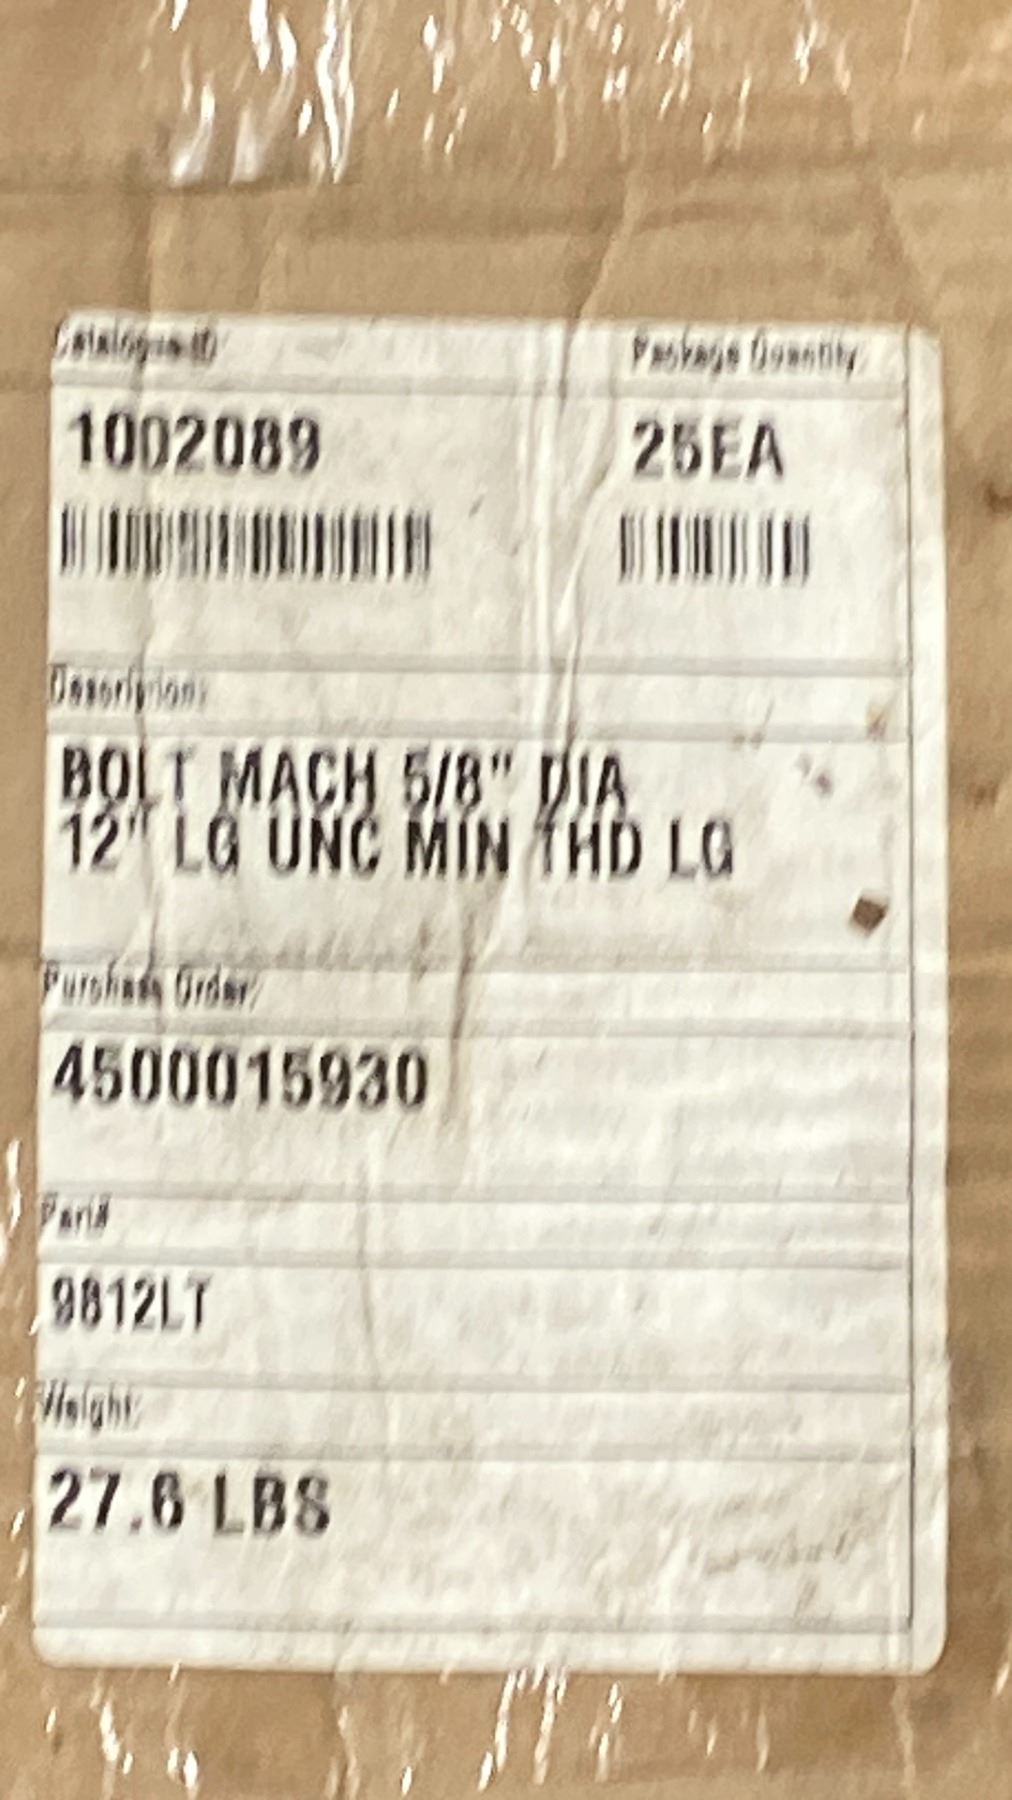 Catalogue ID: Package Quantity:
1002089 25EA
Description:
BOLT MACH 5/8" DIA
12" LG UNC MIN THD LG
Purchase Order:
4500015930
Part#
9812LT
Weight:
27.6 LBS